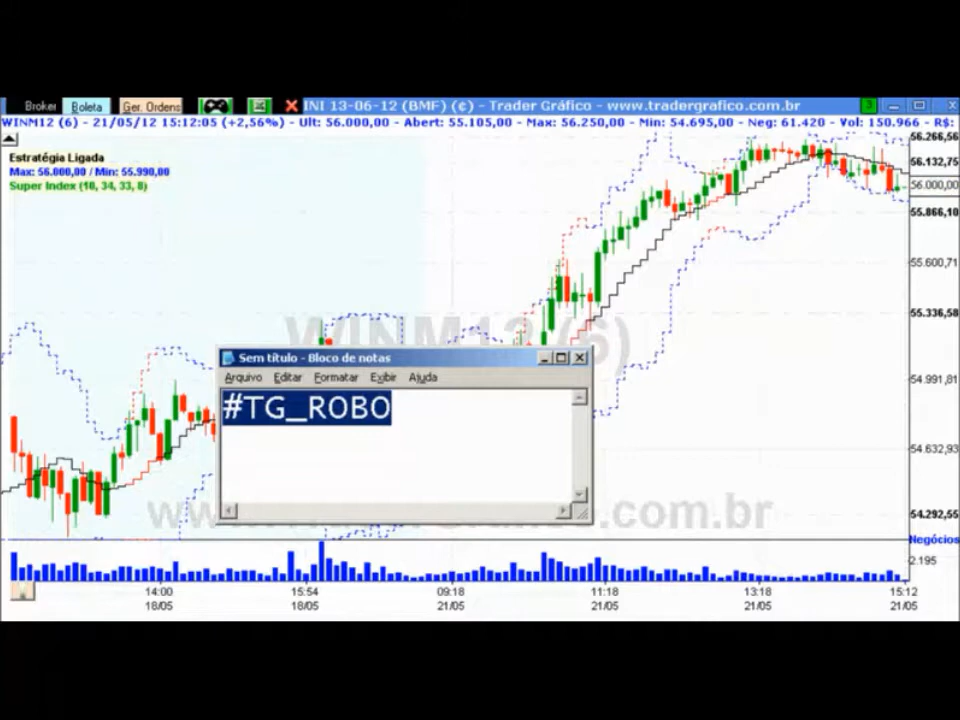 Broker Boleta Ger. Ordens INI 13-06-12 (BMF) (¢) - Trader Gráfico - www.tradergrafico.com.br 3
WINM12 (6) - 21/05/12 15:12:05 (+2,56%) - Ult: 56.000,00 - Abert: 55.105,00 - Max: 56.250,00 - Min: 54.695,00 - Neg: 61.420 - Vol: 150.966 - R$:
Estratégia Ligada
Max: 56.000,00 / Min: 55.990,00
Super Index (10, 34, 33, 8)
56.266,56
56.132,75
56.000,00
55.866,18
55.600,71
55.336,58
54.991,81
54.632,93
54.292,55
WINM12 (6)
Sem título - Bloco de notas
Arquivo Editar Formatar Exibir Ajuda
#TG_ROBO
.com.br
Negócios
2.195
14:00 15:54 09:18 11:18 13:18 15:12
18/05 18/05 21/05 21/05 21/05 21/05